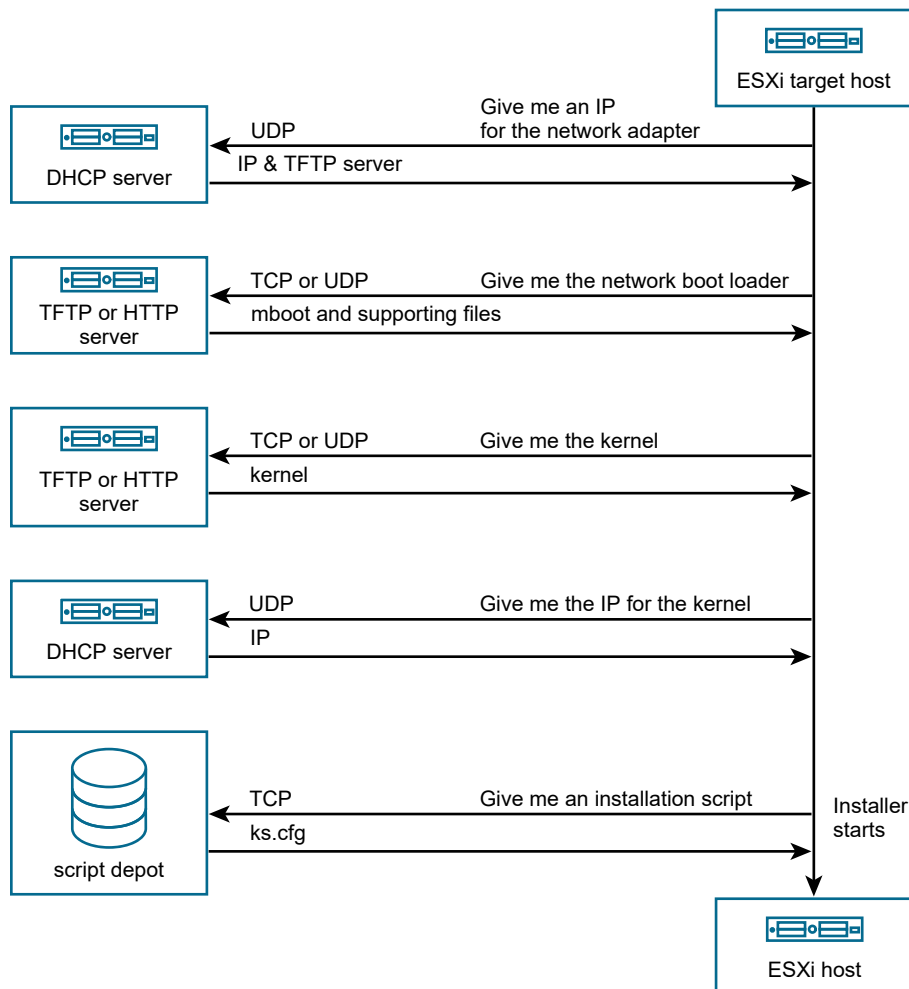 ESXi target host
Give me an IP
for the network adapter
UDP
IP & TFTP server
DHCP server
TCP or UDP
Give me the network boot loader
mboot and supporting files
TFTP or HTTP
server
TCP or UDP
Give me the kernel
kernel
TFTP or HTTP
server
UDP
Give me the IP for the kernel
IP
DHCP server
TCP
Give me an installation script
ks.cfg
script depot
Installer
starts
ESXi host